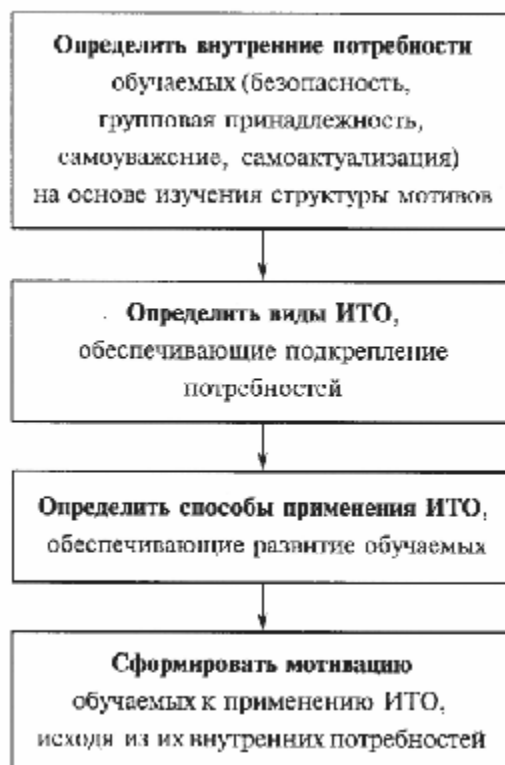 Определить внутренние потребности
обучаемых (безопасность,
групповая принадлежность,
самоуважение, самоактуализация)
на основе изучения структуры мотивов
Определить виды ИТО,
обеспечивающие подкрепление
потребностей
Определить способы применения ИТО,
обеспечивающие развитие обучаемых
Сформировать мотивацию
обучаемых к применению ИТО,
исходя из их внутренних потребностей